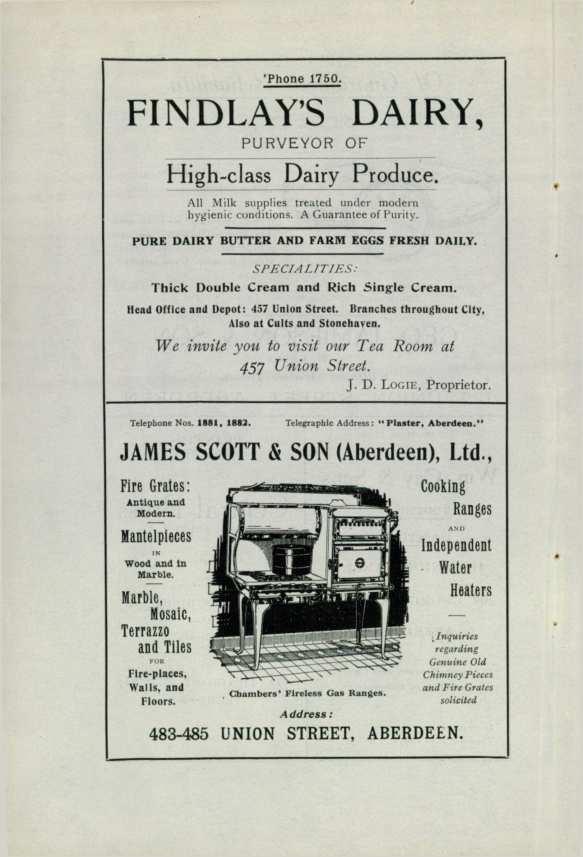 'Phone 1750.
FINDLAY'S DAIRY,
PURVEYOR OF
High-class Dairy Produce.
All Milk supplies treated under modern
hygienic conditions. A Guarantee of Purity.
PURE DAIRY BUTTER AND FARM EGGS FRESH DAILY.
SPECIALITIES:
Thick Double Cream and Rich Single Cream.
Head Office and Depot: 457 Union Street. Branches throughout City,
Also at Cults and Stonehaven.
We invite you to visit our Tea Room at
457 Union Street.
J. D. LOGIE, Proprietor.
Telephone Nos. 1881, 1882. Telegraphic Address: "Plaster, Aberdeen."
JAMES SCOTT & SON (Aberdeen), Ltd.,
Fire Grates:
Antique and
Modern.
Mantelpieces
IN
Wood and in
Marble.
Marble,
Mosaic,
Terrazzo
and Tiles
FOR
Fire-places,
Walls, and
Floors.
Chambers' Fireless Gas Ranges.
Cooking
Ranges
AND
Independent
Water
Heaters
Inquiries
regarding
Genuine Old
Chimney Pieces
and Fire Grates
solicited
Address:
483-485 UNION STREET, ABERDEEN.